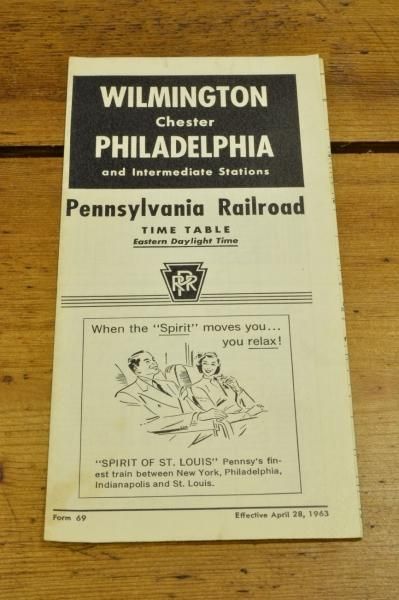 WILMINGTON
Chester
PHILADELPHIA
and Intermediate Stations
Pennsylvania Railroad
TIME TABLE
Eastern Daylight Time
PRR
When the "Spirit" moves you...
you relax!
"SPIRIT OF ST. LOUIS" Pennsy's fin-
est train between New York, Philadelphia,
Indianapolis and St. Louis.
Form 69
Effective April 28, 1963